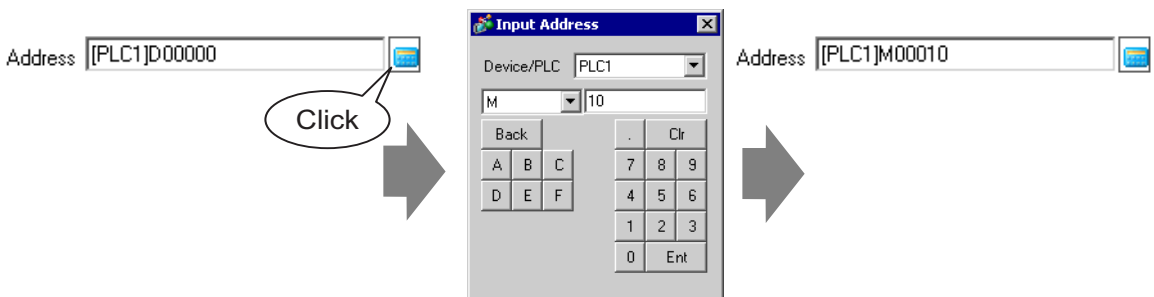 Address [PLC1]D00000
Click
Input Address
Device/PLC PLC1
M 10
Back . Clr
A B C 7 8 9
D E F 4 5 6
1 2 3
0 Ent
Address [PLC1]M00010